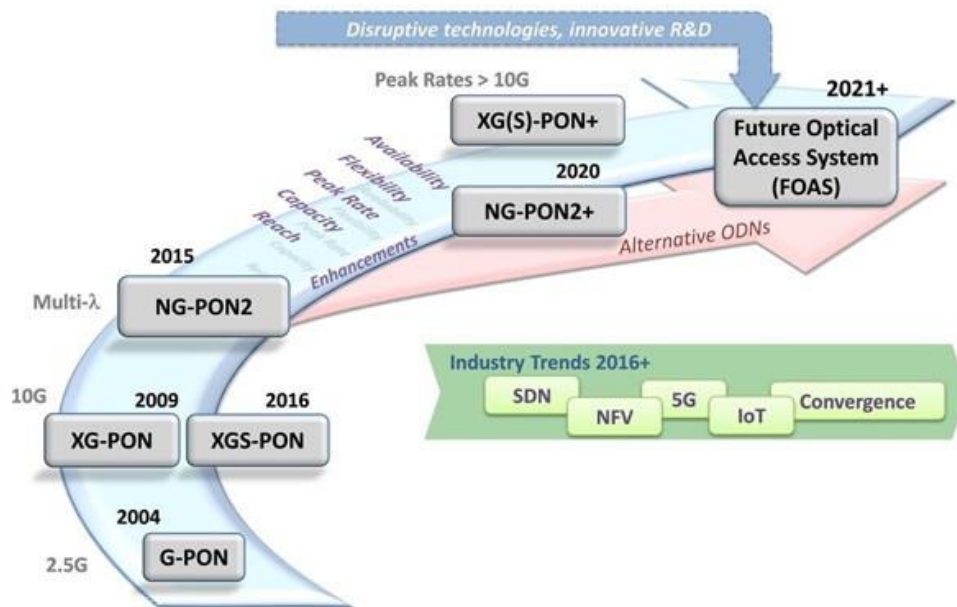 Disruptive technologies, innovative R&D
Peak Rates > 10G
2021+
XG(S)-PON+
Future Optical
Access System
(FOAS)
Availability
Flexibility
Peak Rate
Capacity
Reach
Enhancements
2020
NG-PON2+
Alternative ODNs
2015
Multi-λ
NG-PON2
Industry Trends 2016+
SDN
NFV
5G
IoT
Convergence
10G
2009
2016
XG-PON
XGS-PON
2004
2.5G
G-PON